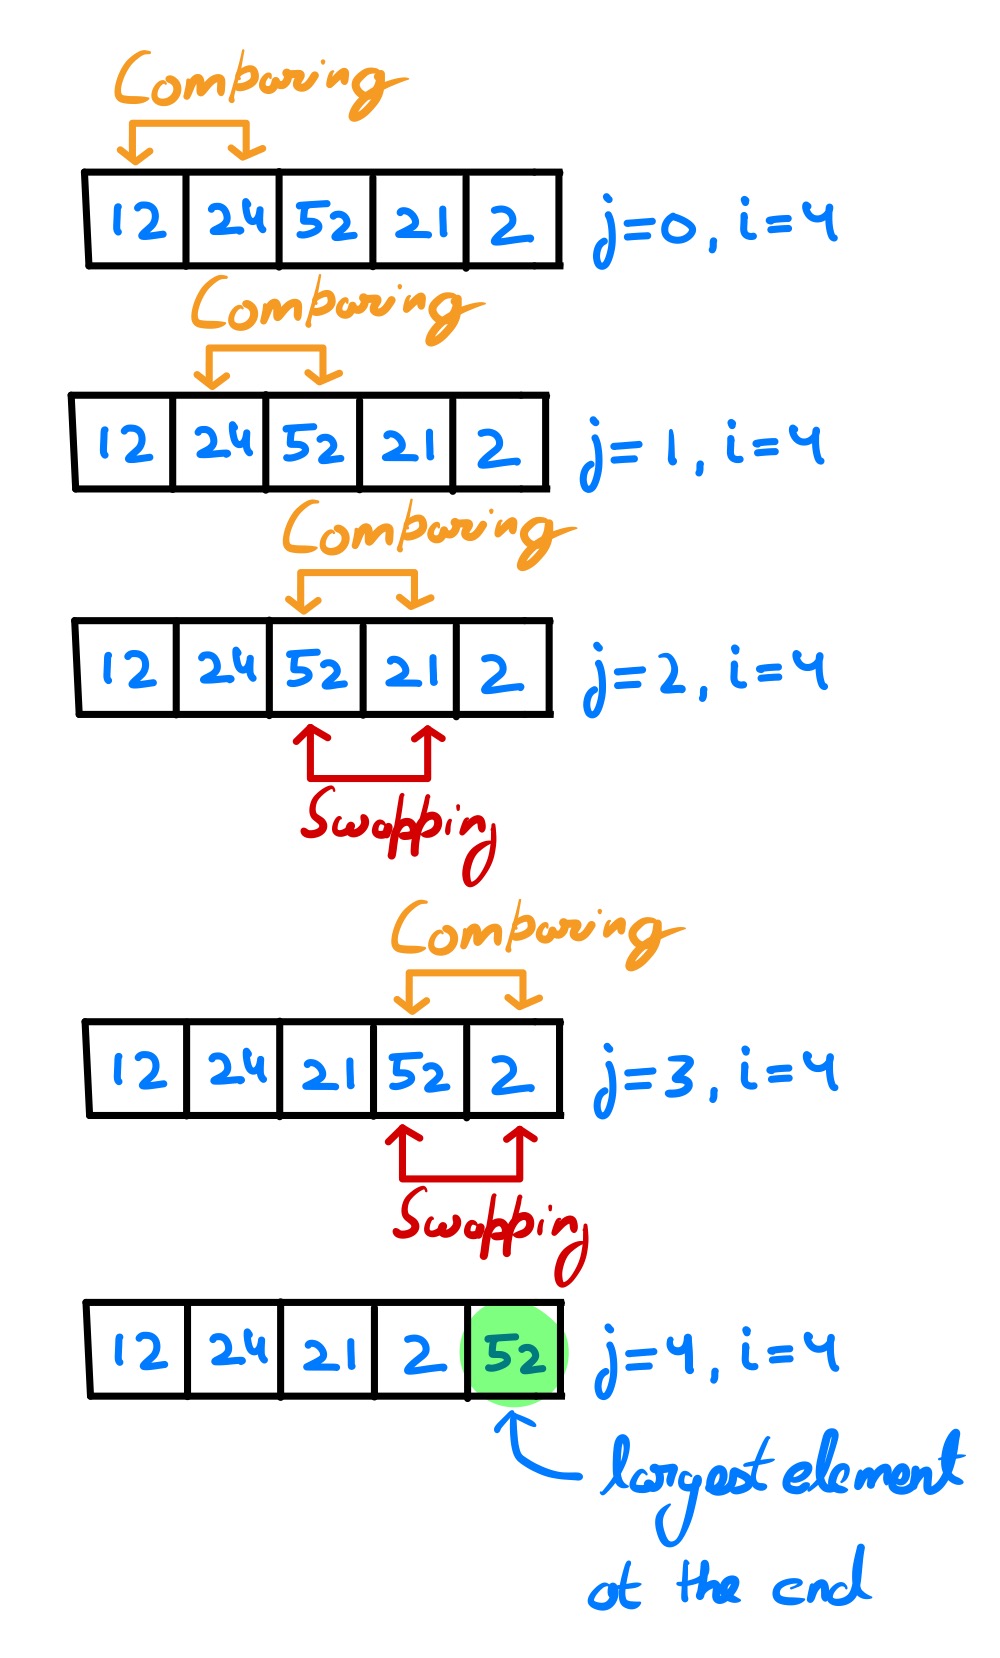 Comparing
12 24 52 21 2 j=0, i=4
Comparing
12 24 52 21 2 j=1, i=4
Comparing
12 24 52 21 2 j=2, i=4
Swapping
Comparing
12 24 21 52 2 j=3, i=4
Swapping
12 24 21 2 52 j=4, i=4
largest element
at the end